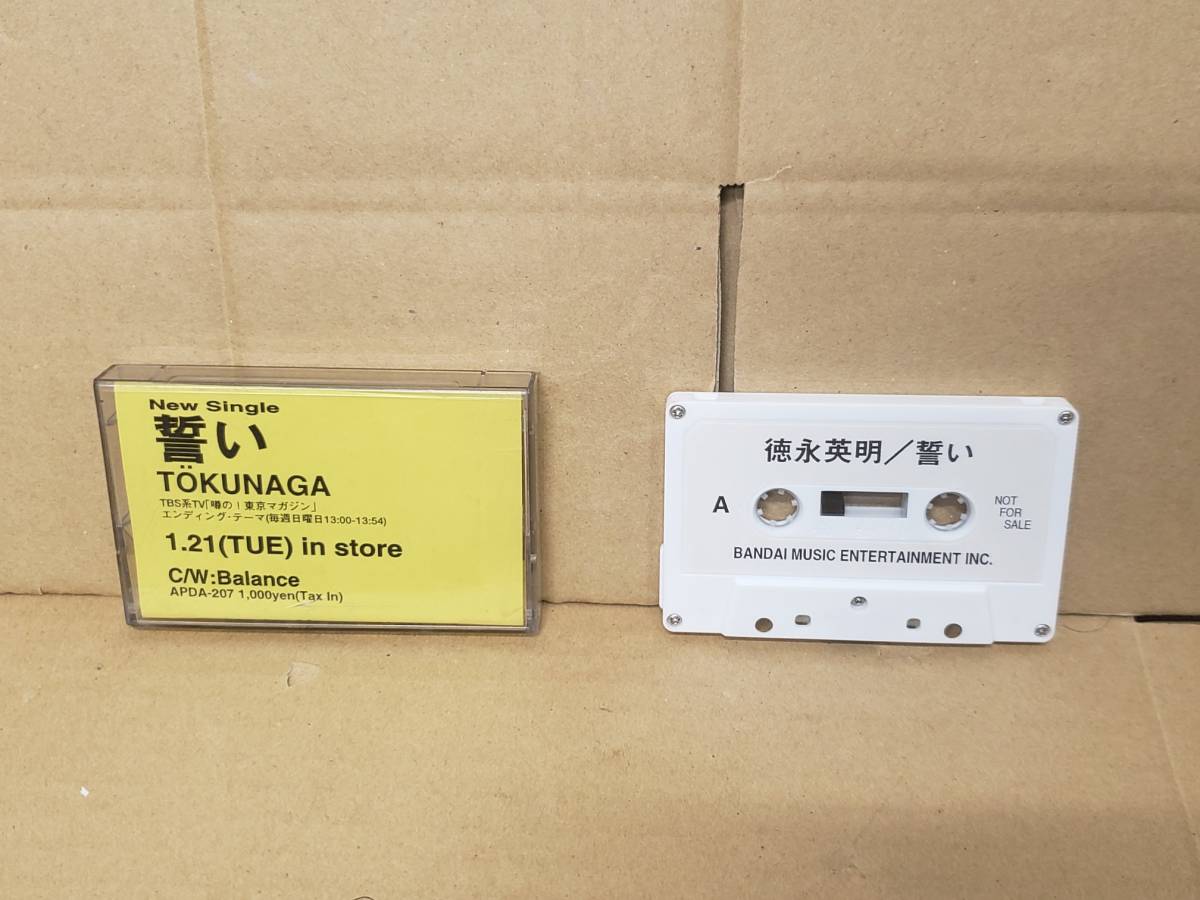 New Single
誓い
TÖKUNAGA
TBS系TV「噂の！東京マガジン」
エンディング・テーマ(毎週日曜日13:00-13:54)
1.21(TUE) in store
C/W:Balance
APDA-207 1,000yen(Tax In)
徳永英明／誓い
A
NOT
FOR
SALE
BANDAI MUSIC ENTERTAINMENT INC.